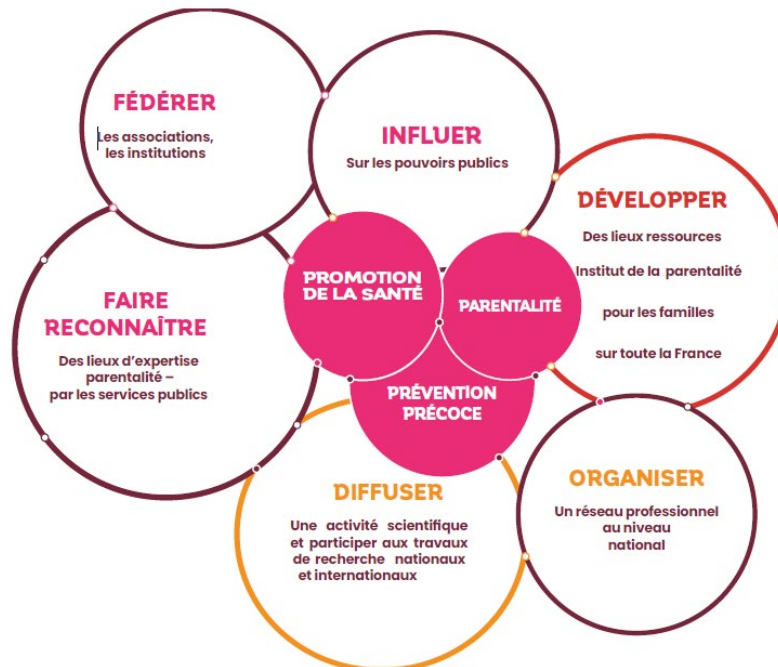 FÉDÉRER
Les associations,
les institutions
INFLUER
Sur les pouvoirs publics
DÉVELOPPER
Des lieux ressources
Institut de la parentalité
pour les familles
sur toute la France
PROMOTION
DE LA SANTÉ
PARENTALITÉ
FAIRE
RECONNAÎTRE
Des lieux d’expertise
parentalité –
par les services publics
PRÉVENTION
PRÉCOCE
DIFFUSER
Une activité scientifique
et participer aux travaux
de recherche nationaux
et internationaux
ORGANISER
Un réseau professionnel
au niveau
national